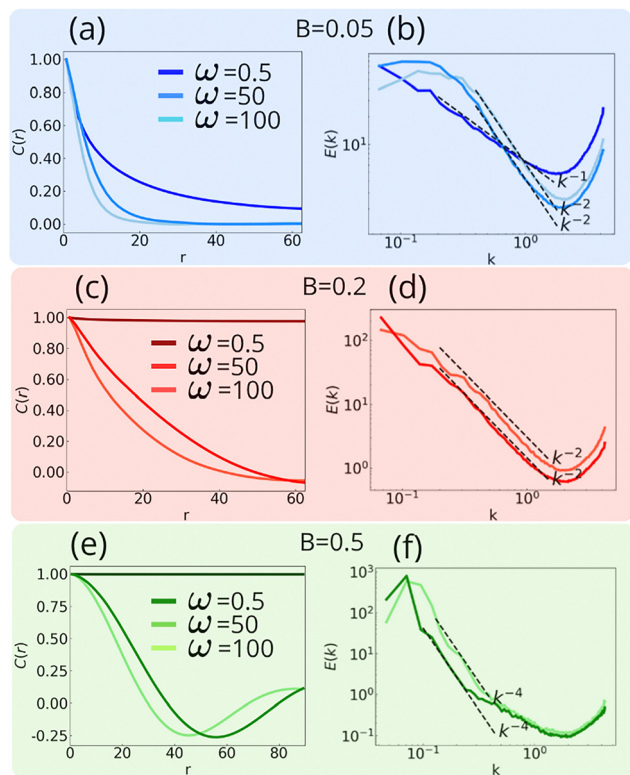 (a) B=0.05 (b)
1.00
0.80
0.60
0.40
0.20
0.00
C(r)
ω=0.5
ω=50
ω=100
0 20 40 60
r
10¹
E(k)
k⁻¹
k⁻²
k⁻²
10⁻¹ 10⁰
k
(c) B=0.2 (d)
1.00
0.80
0.60
0.40
0.20
0.00
C(r)
ω=0.5
ω=50
ω=100
0 20 40 60
r
10²
10¹
10⁰
E(k)
k⁻²
k⁻²
10⁻¹ 10⁰
k
(e) B=0.5 (f)
1.00
0.75
0.50
0.25
0.00
-0.25
C(r)
ω=0.5
ω=50
ω=100
0 20 40 60 80
r
10³
10²
10¹
10⁰
10⁻¹
E(k)
k⁻⁴
k⁻⁴
10⁻¹ 10⁰
k